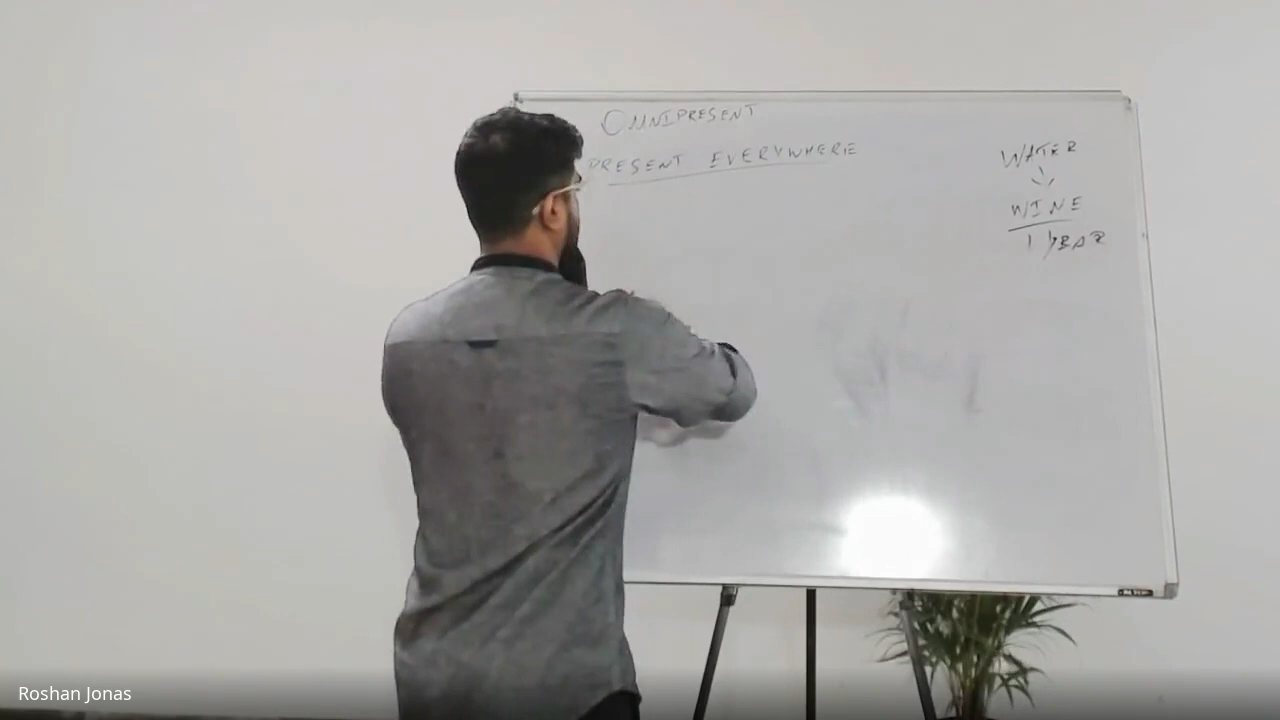 OMNIPRESENT
PRESENT EVERYWHERE
WATER
WINE
1 YEAR
Roshan Jonas